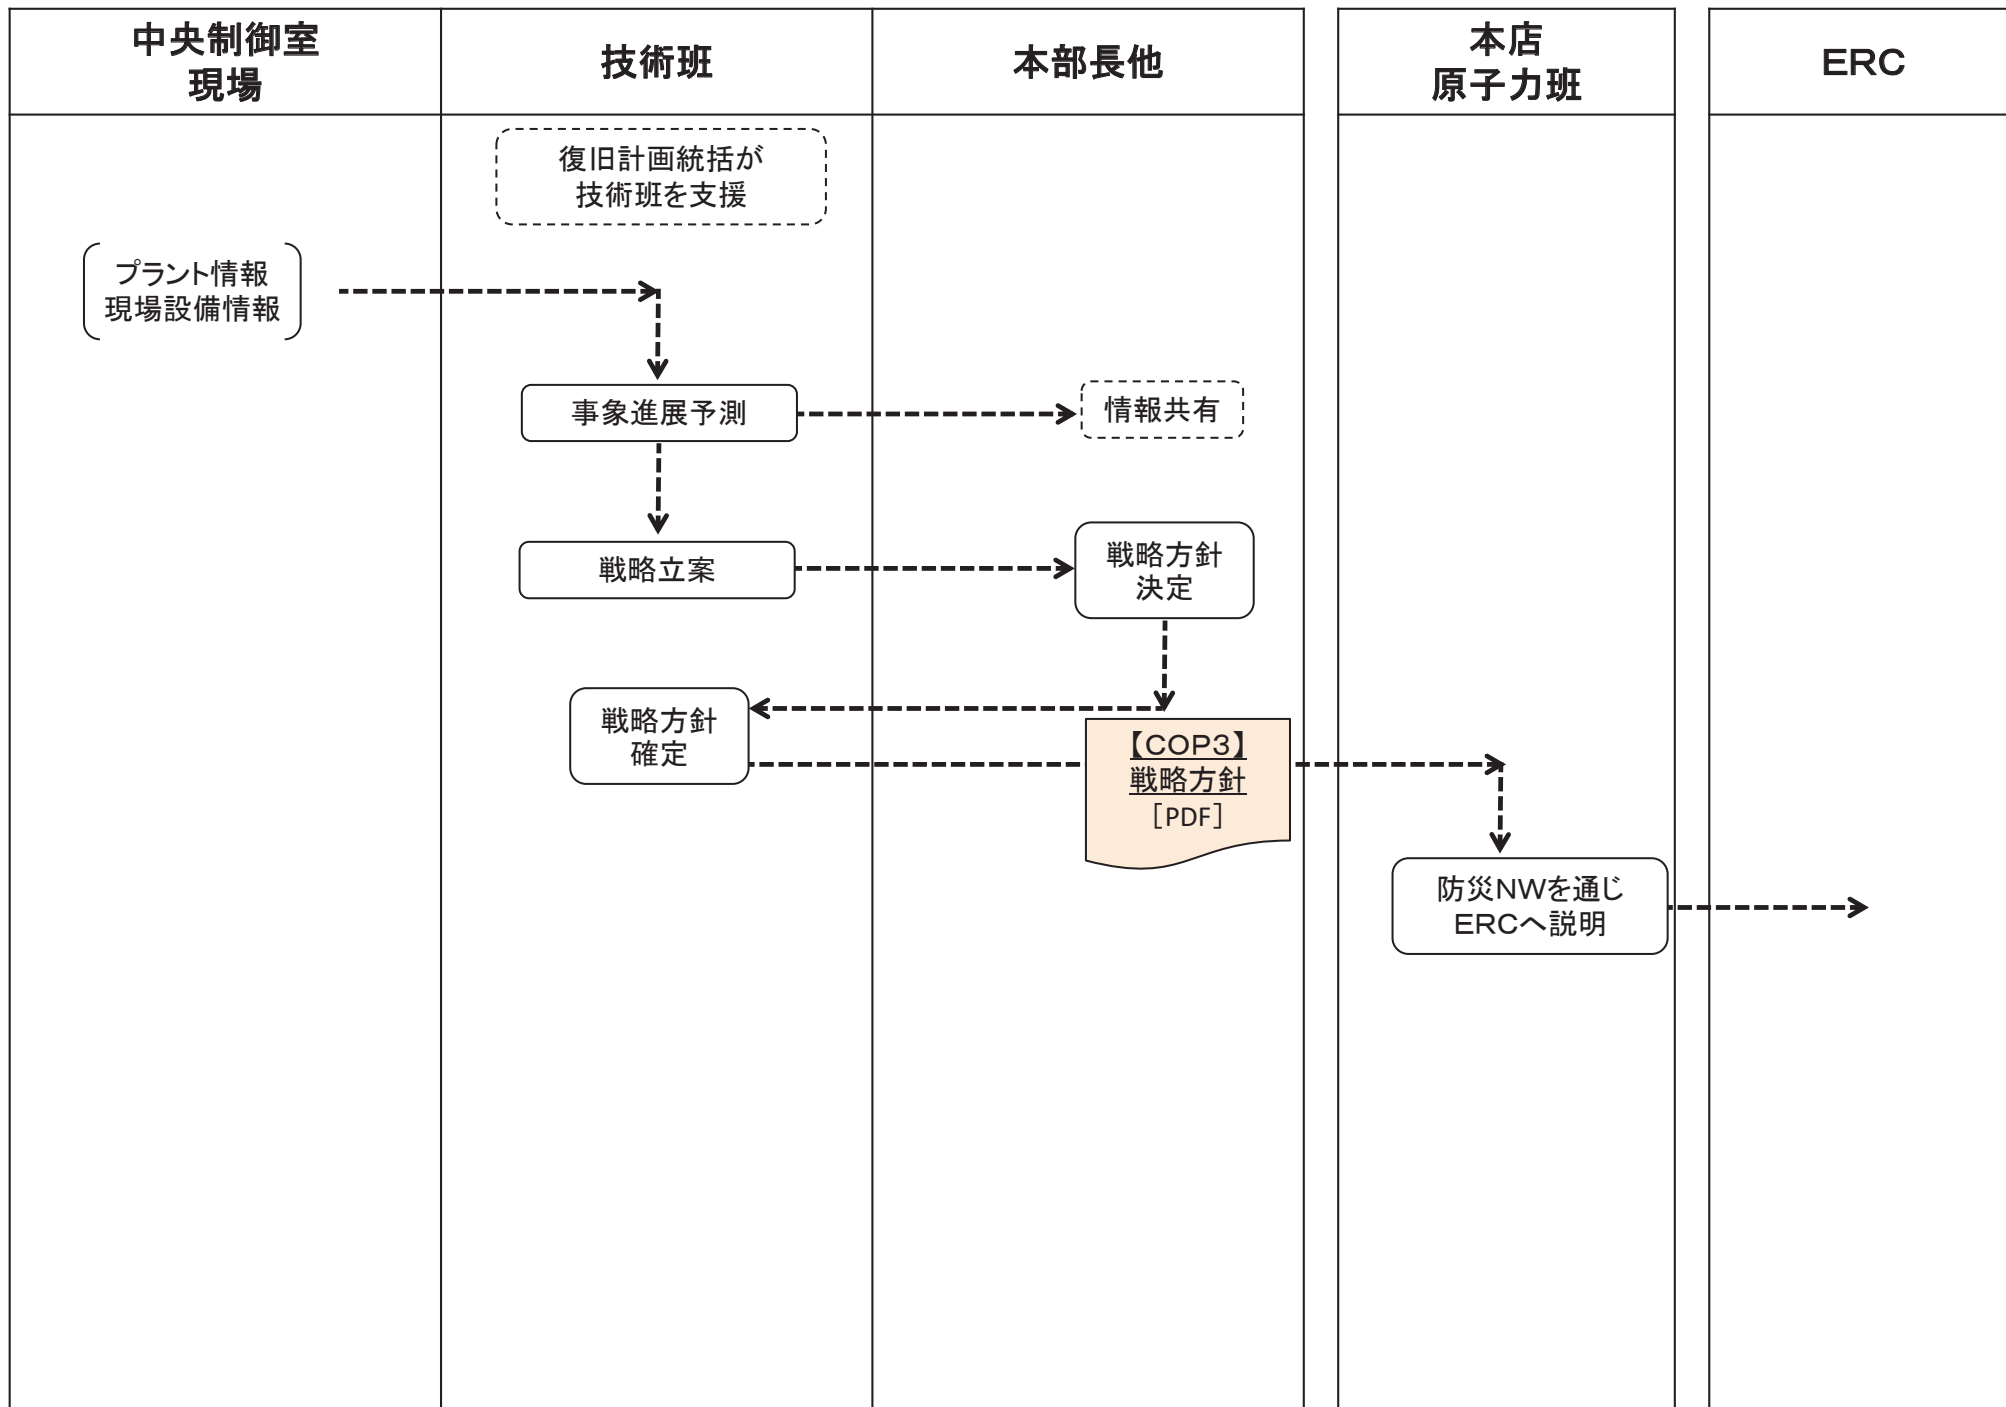 中央制御室
現場
技術班
本部長他
本店
原子力班
ERC
復旧計画統括が
技術班を支援
プラント情報
現場設備情報
事象進展予測
情報共有
戦略立案
戦略方針
決定
戦略方針
確定
【COP3】
戦略方針
[PDF]
防災NWを通じ
ERCへ説明